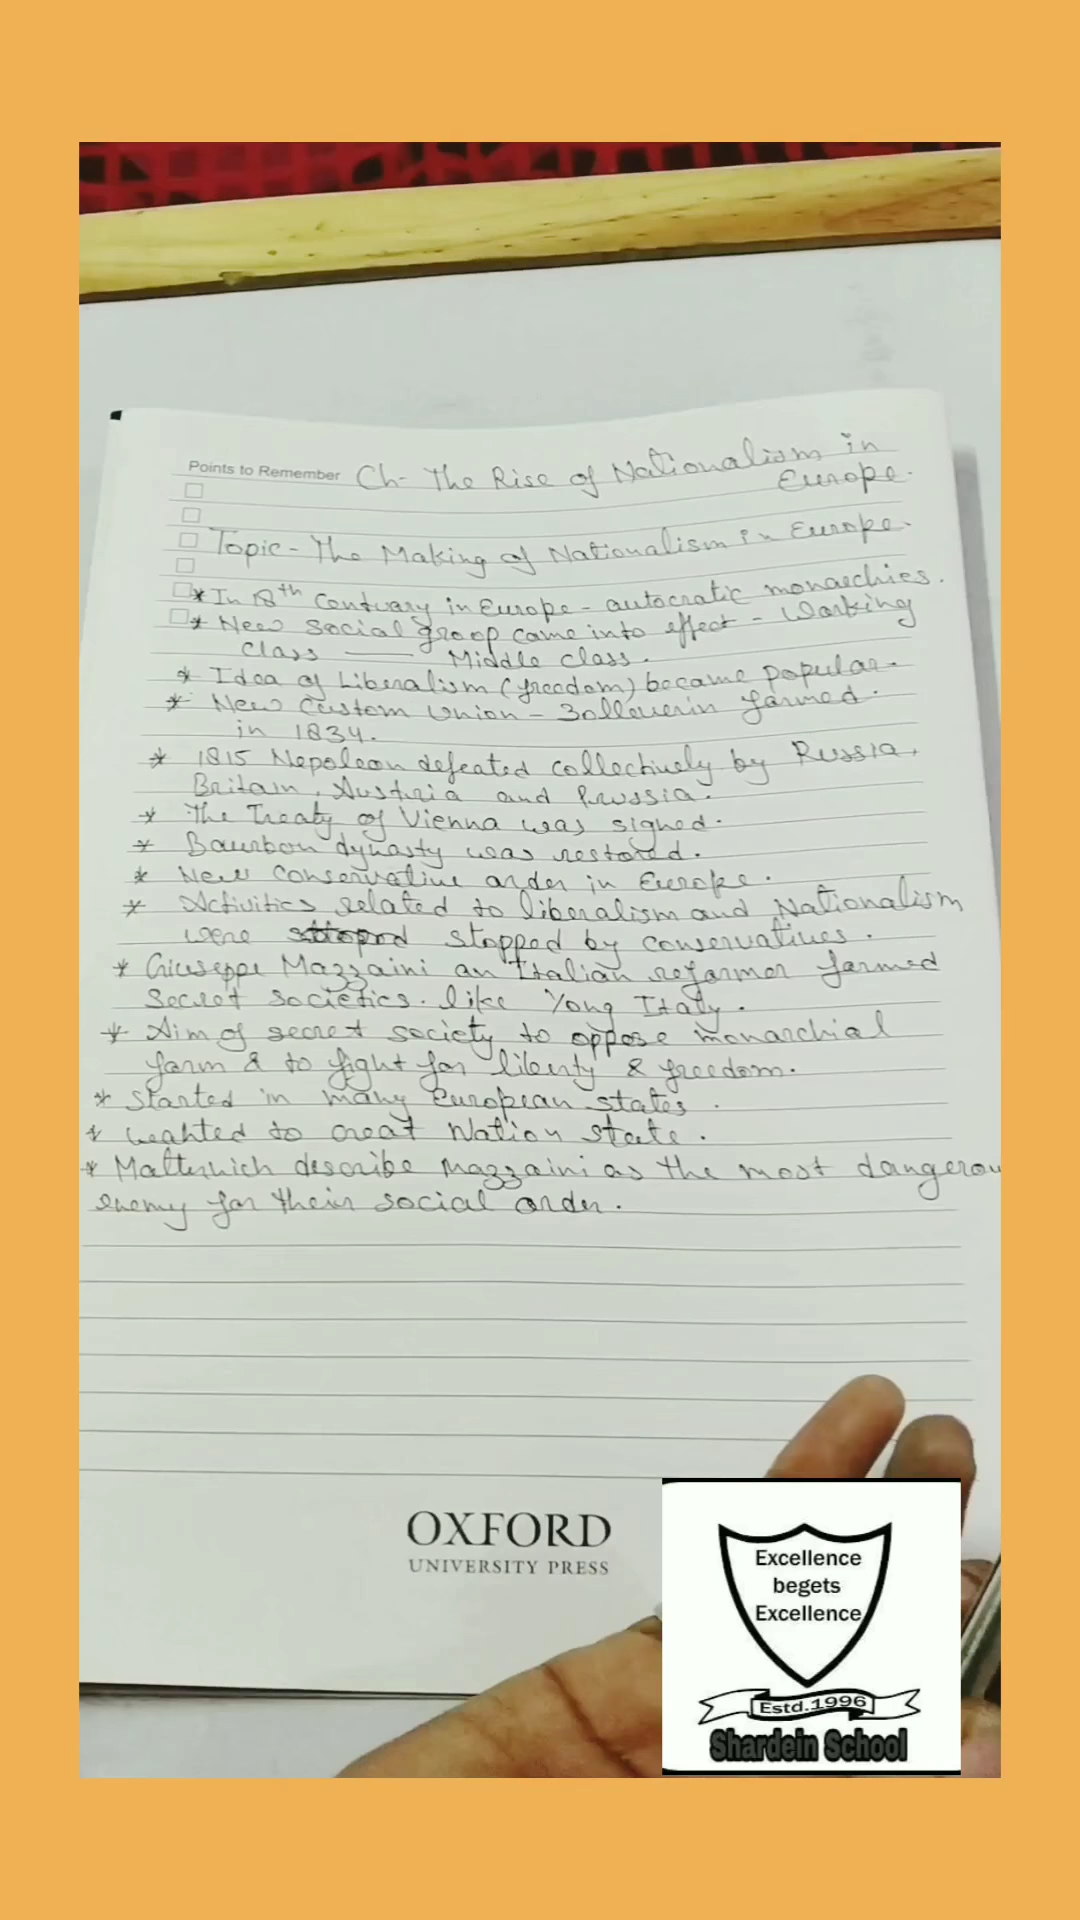 Points to Remember Ch- The Rise of Nationalism in
Europe.
Topic - The Making of Nationalism in Europe.
* In 18th Centuary in Europe - autocratic monarchies.
* New Social groop came into effect - Working
Class —— Middle class.
* Idea of Liberalism (freedom) became popular.
* New Custom Union - Zolleverin formed
in 1834.
* 1815 Nepoleon defeated collectively by Russia,
Britain, Austria and Prussia.
* The Treaty of Vienna was signed.
* Bourbon dynasty was restored.
* New Conservative order in Europe.
* Activities related to liberalism and Nationalism
were stopped by conservatives.
* Giuseppe Mazzaini an Italian reformer formed
Secret societies. like Yong Italy.
* Aim of secret society to oppose monarchial
form & to fight for liberty & freedom.
* Started in many European states.
* wanted to creat Nation state.
* describe Mazzaini as the most dangerou
enemy for their social order.
OXFORD
UNIVERSITY PRESS
Excellence
begets
Excellence
Estd.1996
Shardein School